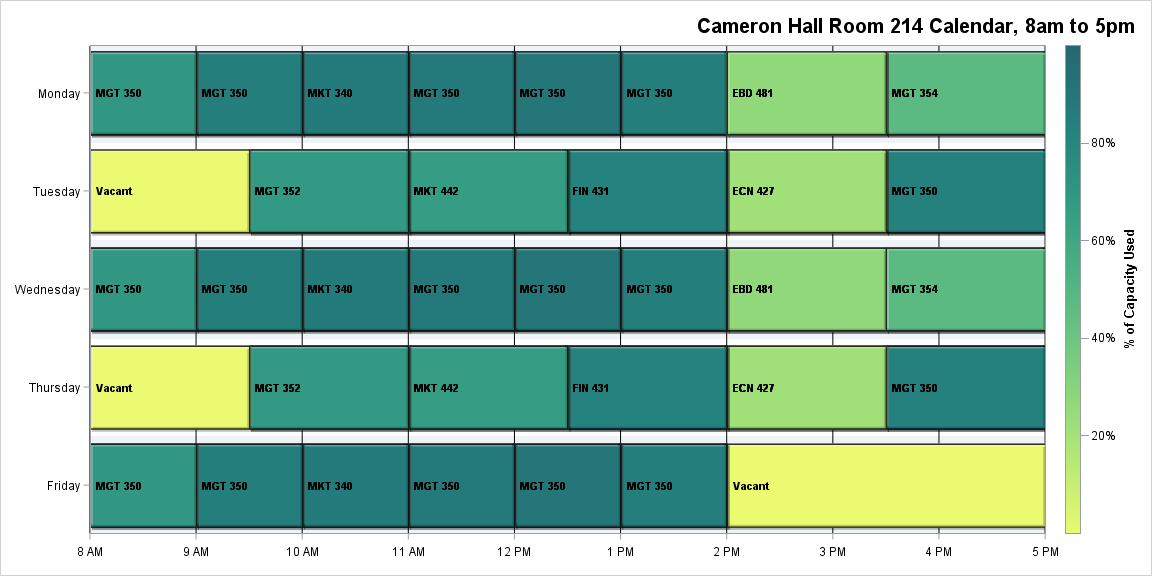 Cameron Hall Room 214 Calendar, 8am to 5pm
Monday MGT 350 MGT 350 MKT 340 MGT 350 MGT 350 MGT 350 EBD 481 MGT 354
80%
Tuesday Vacant MGT 352 MKT 442 FIN 431 ECN 427 MGT 350
60%
% of Capacity Used
Wednesday MGT 350 MGT 350 MKT 340 MGT 350 MGT 350 MGT 350 EBD 481 MGT 354
40%
Thursday Vacant MGT 352 MKT 442 FIN 431 ECN 427 MGT 350
20%
Friday MGT 350 MGT 350 MKT 340 MGT 350 MGT 350 MGT 350 Vacant
8 AM 9 AM 10 AM 11 AM 12 PM 1 PM 2 PM 3 PM 4 PM 5 PM